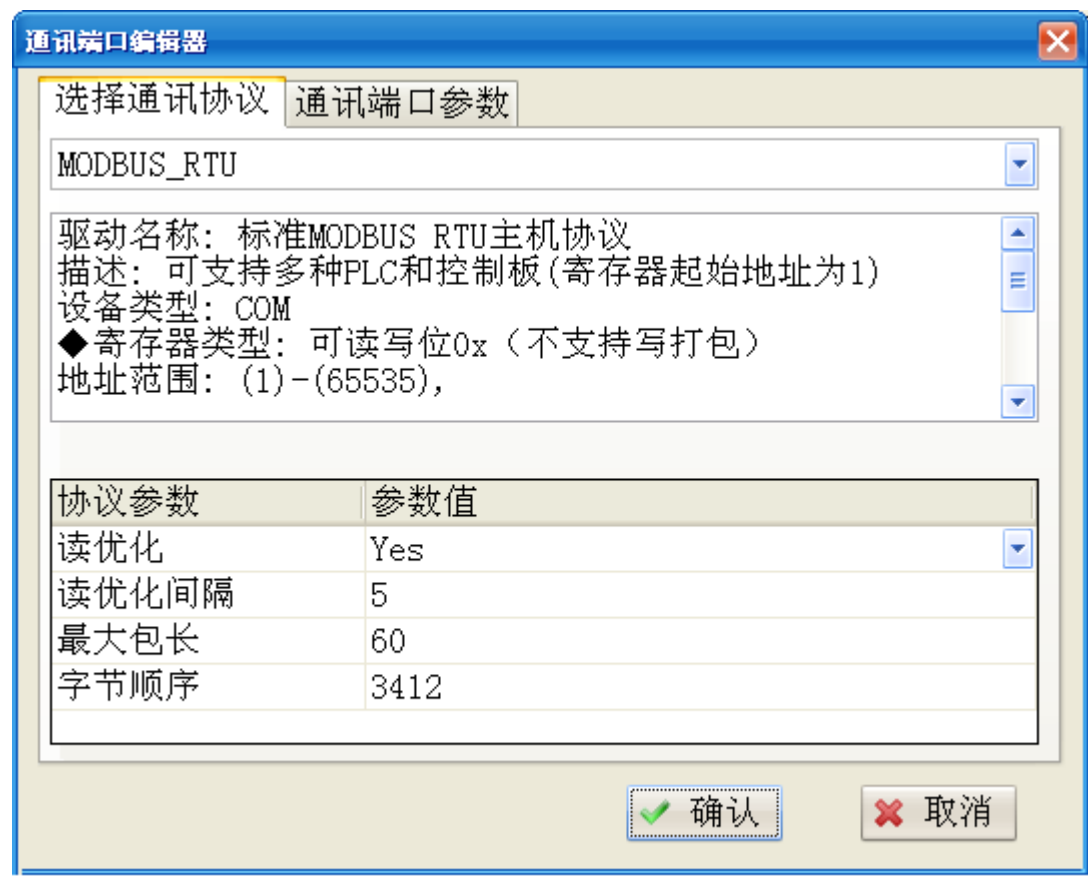 通讯端口编辑器
选择通讯协议 通讯端口参数
MODBUS_RTU
驱动名称: 标准MODBUS RTU主机协议
描述: 可支持多种PLC和控制板(寄存器起始地址为1)
设备类型: COM
◆寄存器类型: 可读写位0x（不支持写打包）
地址范围: (1)-(65535),
协议参数 参数值
读优化 Yes
读优化间隔 5
最大包长 60
字节顺序 3412
确认 取消